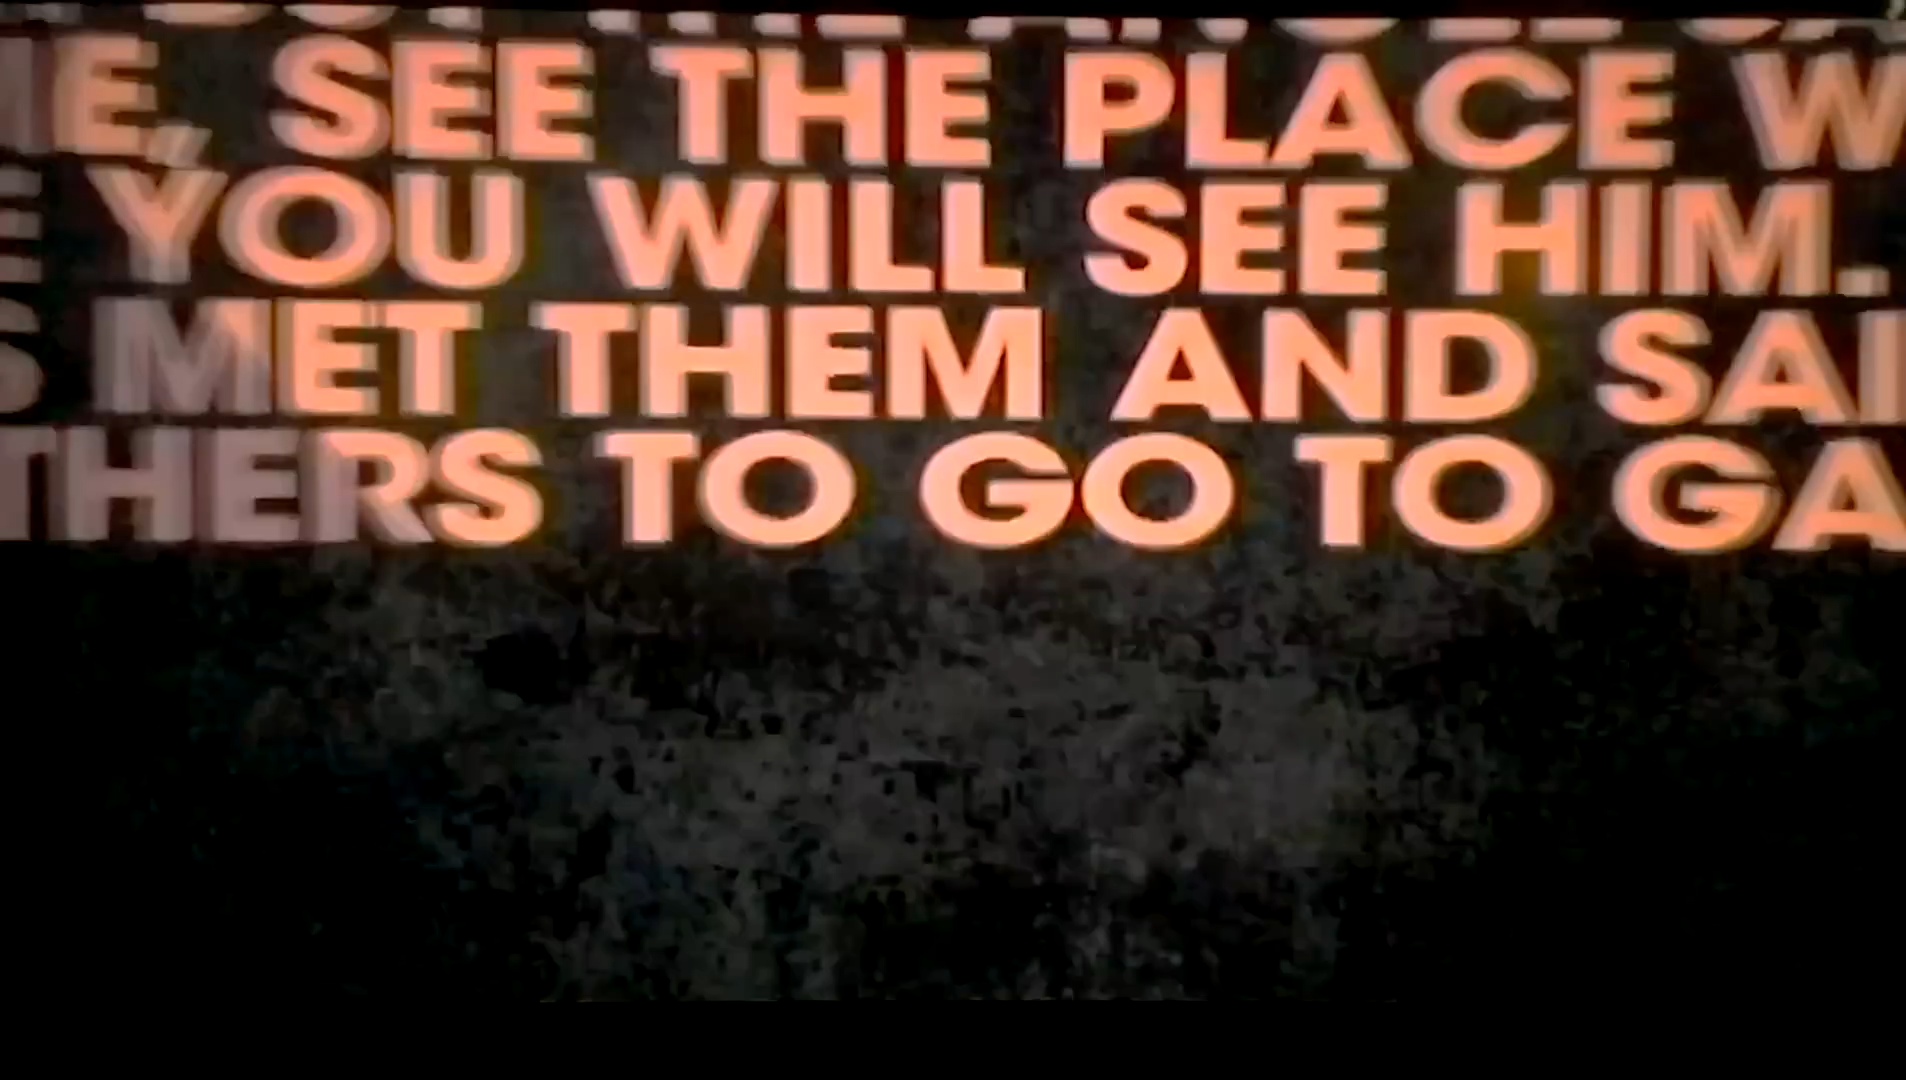 E, SEE THE PLACE W
E YOU WILL SEE HIM.
S MET THEM AND SAI
THERS TO GO TO GA